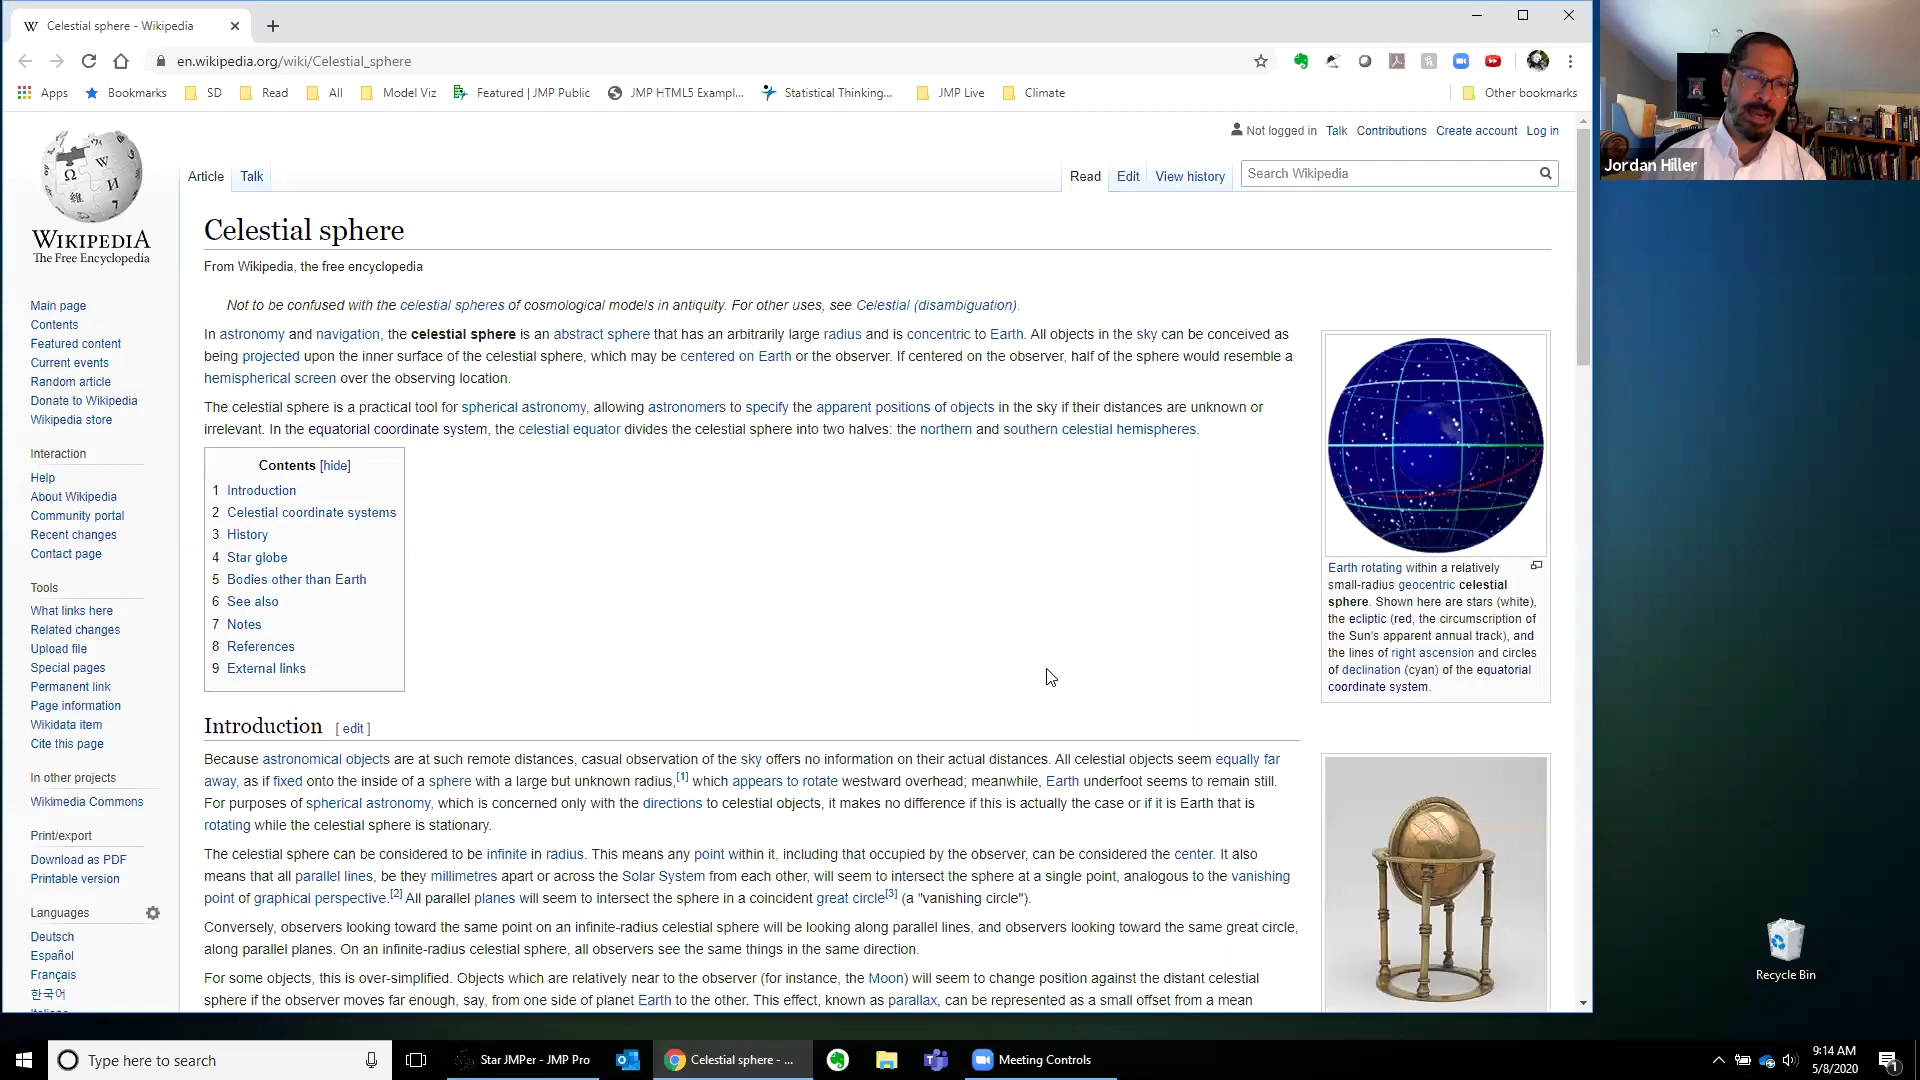 Celestial sphere - Wikipedia
en.wikipedia.org/wiki/Celestial_sphere
Apps
Bookmarks
SD
Read
All
Model Viz
Featured | JMP Public
JMP HTML5 Exampl...
Statistical Thinking...
JMP Live
Climate
Other bookmarks
Jordan Hiller
Not logged in
Talk
Contributions
Create account
Log in
WIKIPEDIA
The Free Encyclopedia
Article
Talk
Read
Edit
View history
Search Wikipedia
Main page
Contents
Featured content
Current events
Random article
Donate to Wikipedia
Wikipedia store
Interaction
Help
About Wikipedia
Community portal
Recent changes
Contact page
Tools
What links here
Related changes
Upload file
Special pages
Permanent link
Page information
Wikidata item
Cite this page
In other projects
Wikimedia Commons
Print/export
Download as PDF
Printable version
Languages
Deutsch
Español
Français
한국어
Celestial sphere
From Wikipedia, the free encyclopedia
Not to be confused with the celestial spheres of cosmological models in antiquity. For other uses, see Celestial (disambiguation).
In astronomy and navigation, the celestial sphere is an abstract sphere that has an arbitrarily large radius and is concentric to Earth. All objects in the sky can be conceived as
being projected upon the inner surface of the celestial sphere, which may be centered on Earth or the observer. If centered on the observer, half of the sphere would resemble a
hemispherical screen over the observing location.
The celestial sphere is a practical tool for spherical astronomy, allowing astronomers to specify the apparent positions of objects in the sky if their distances are unknown or
irrelevant. In the equatorial coordinate system, the celestial equator divides the celestial sphere into two halves: the northern and southern celestial hemispheres.
Contents [hide]
1 Introduction
2 Celestial coordinate systems
3 History
4 Star globe
5 Bodies other than Earth
6 See also
7 Notes
8 References
9 External links
Earth rotating within a relatively
small-radius geocentric celestial
sphere. Shown here are stars (white),
the ecliptic (red, the circumscription of
the Sun's apparent annual track), and
the lines of right ascension and circles
of declination (cyan) of the equatorial
coordinate system.
Introduction [ edit ]
Because astronomical objects are at such remote distances, casual observation of the sky offers no information on their actual distances. All celestial objects seem equally far
away, as if fixed onto the inside of a sphere with a large but unknown radius,[1] which appears to rotate westward overhead; meanwhile, Earth underfoot seems to remain still.
For purposes of spherical astronomy, which is concerned only with the directions to celestial objects, it makes no difference if this is actually the case or if it is Earth that is
rotating while the celestial sphere is stationary.
The celestial sphere can be considered to be infinite in radius. This means any point within it, including that occupied by the observer, can be considered the center. It also
means that all parallel lines, be they millimetres apart or across the Solar System from each other, will seem to intersect the sphere at a single point, analogous to the vanishing
point of graphical perspective.[2] All parallel planes will seem to intersect the sphere in a coincident great circle[3] (a "vanishing circle").
Conversely, observers looking toward the same point on an infinite-radius celestial sphere will be looking along parallel lines, and observers looking toward the same great circle,
along parallel planes. On an infinite-radius celestial sphere, all observers see the same things in the same direction.
For some objects, this is over-simplified. Objects which are relatively near to the observer (for instance, the Moon) will seem to change position against the distant celestial
sphere if the observer moves far enough, say, from one side of planet Earth to the other. This effect, known as parallax, can be represented as a small offset from a mean
Recycle Bin
Type here to search
Star JMPer - JMP Pro
Celestial sphere - ...
Meeting Controls
9:14 AM
5/8/2020
1